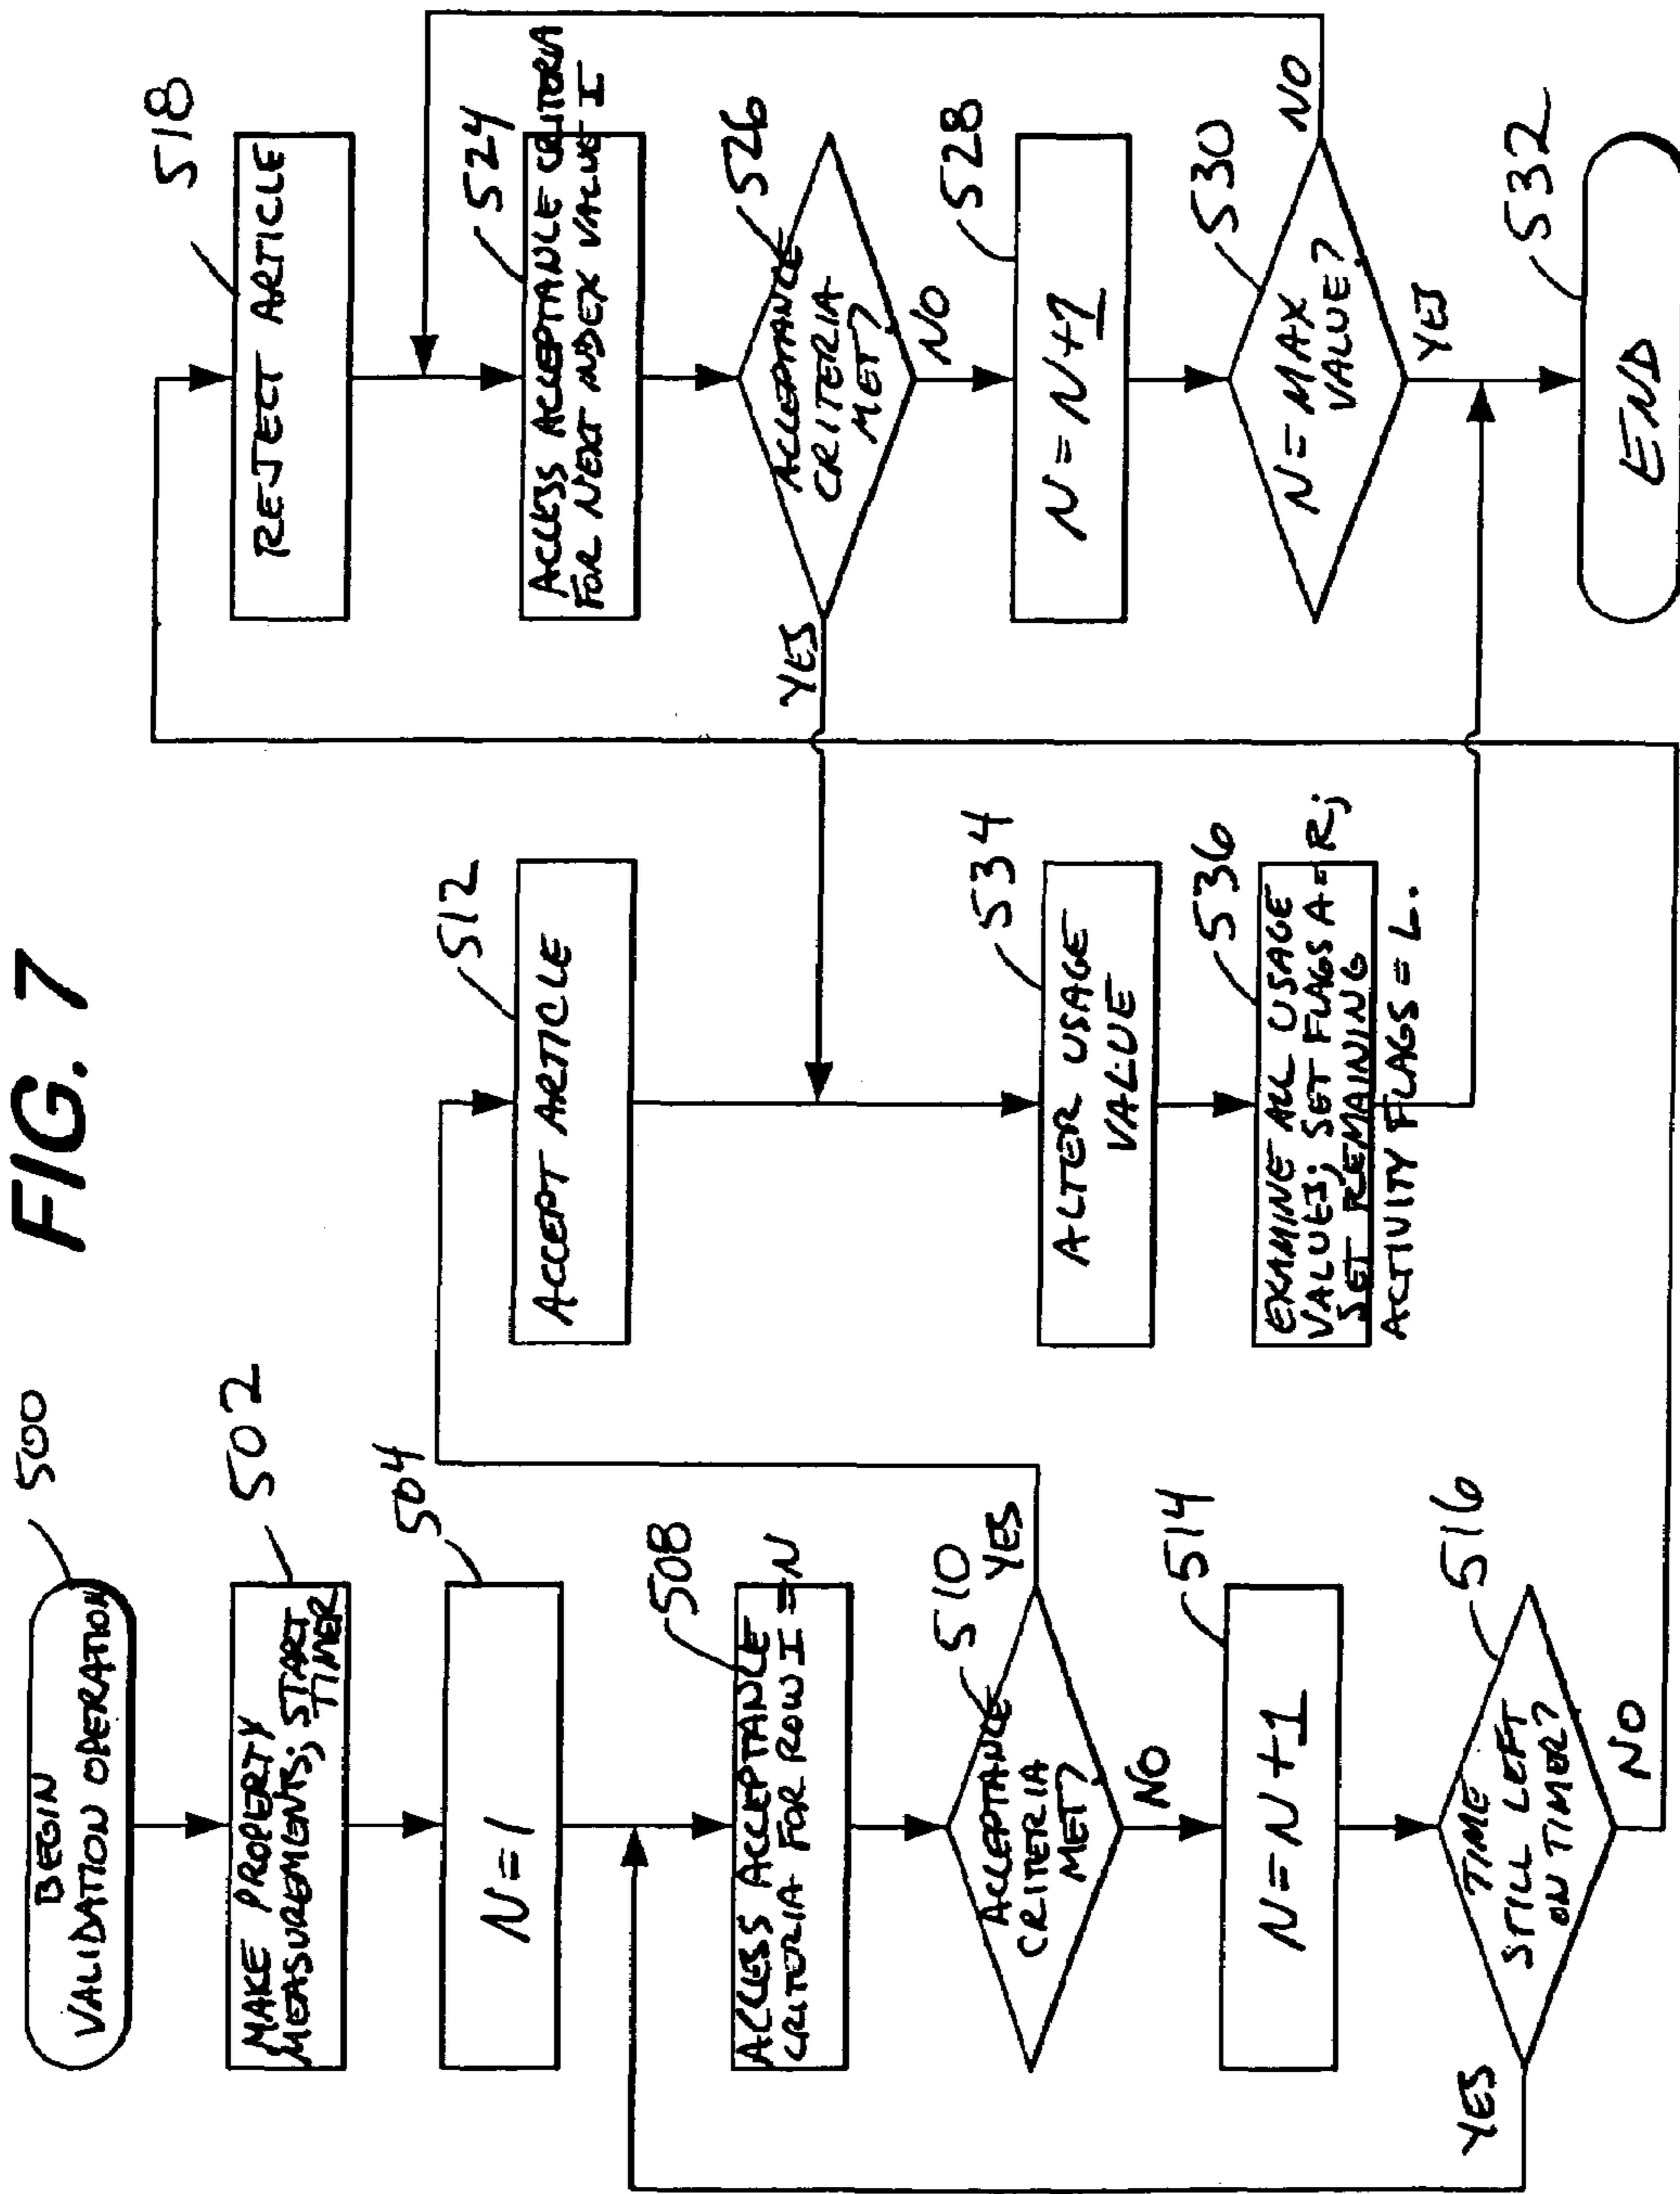 FIG. 7
500
BEGIN
VALIDATION OPERATION
502
MAKE PROPERTY
MEASUREMENTS; START
TIMER
504
N = 1
508
ACCESS ACCEPTANCE
CRITERIA FOR ROW I = N
510
ACCEPTANCE
CRITERIA
MET?
YES
NO
514
N = N + 1
516
TIME
STILL LEFT
ON TIMER?
YES
NO
512
ACCEPT ARTICLE
534
ALTER USAGE
VALUE
536
EXAMINE ALL USAGE
VALUES; SET FLAGS A = R;
SET REMAINING
ACTIVITY FLAGS = L.
518
REJECT ARTICLE
524
ACCESS ACCEPTANCE CRITERIA
FOR NEXT INDEX VALUE I
526
ACCEPTANCE
CRITERIA
MET?
YES
NO
528
N = N + 1
530
N = MAX
VALUE?
NO
YES
532
END